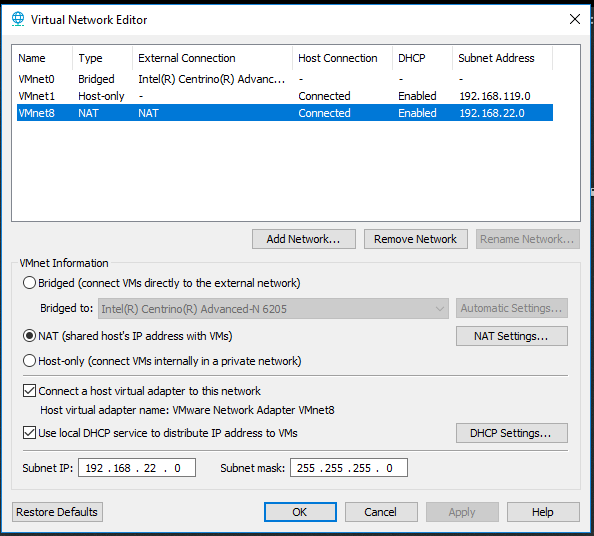 Virtual Network Editor
Name Type External Connection Host Connection DHCP Subnet Address
VMnet0 Bridged Intel(R) Centrino(R) Advanc... - - -
VMnet1 Host-only - Connected Enabled 192.168.119.0
VMnet8 NAT NAT Connected Enabled 192.168.22.0
Add Network... Remove Network Rename Network...
VMnet Information
Bridged (connect VMs directly to the external network)
Bridged to: Intel(R) Centrino(R) Advanced-N 6205 Automatic Settings...
NAT (shared host's IP address with VMs) NAT Settings...
Host-only (connect VMs internally in a private network)
Connect a host virtual adapter to this network
Host virtual adapter name: VMware Network Adapter VMnet8
Use local DHCP service to distribute IP address to VMs DHCP Settings...
Subnet IP: 192 . 168 . 22 . 0 Subnet mask: 255 . 255 . 255 . 0
Restore Defaults OK Cancel Apply Help